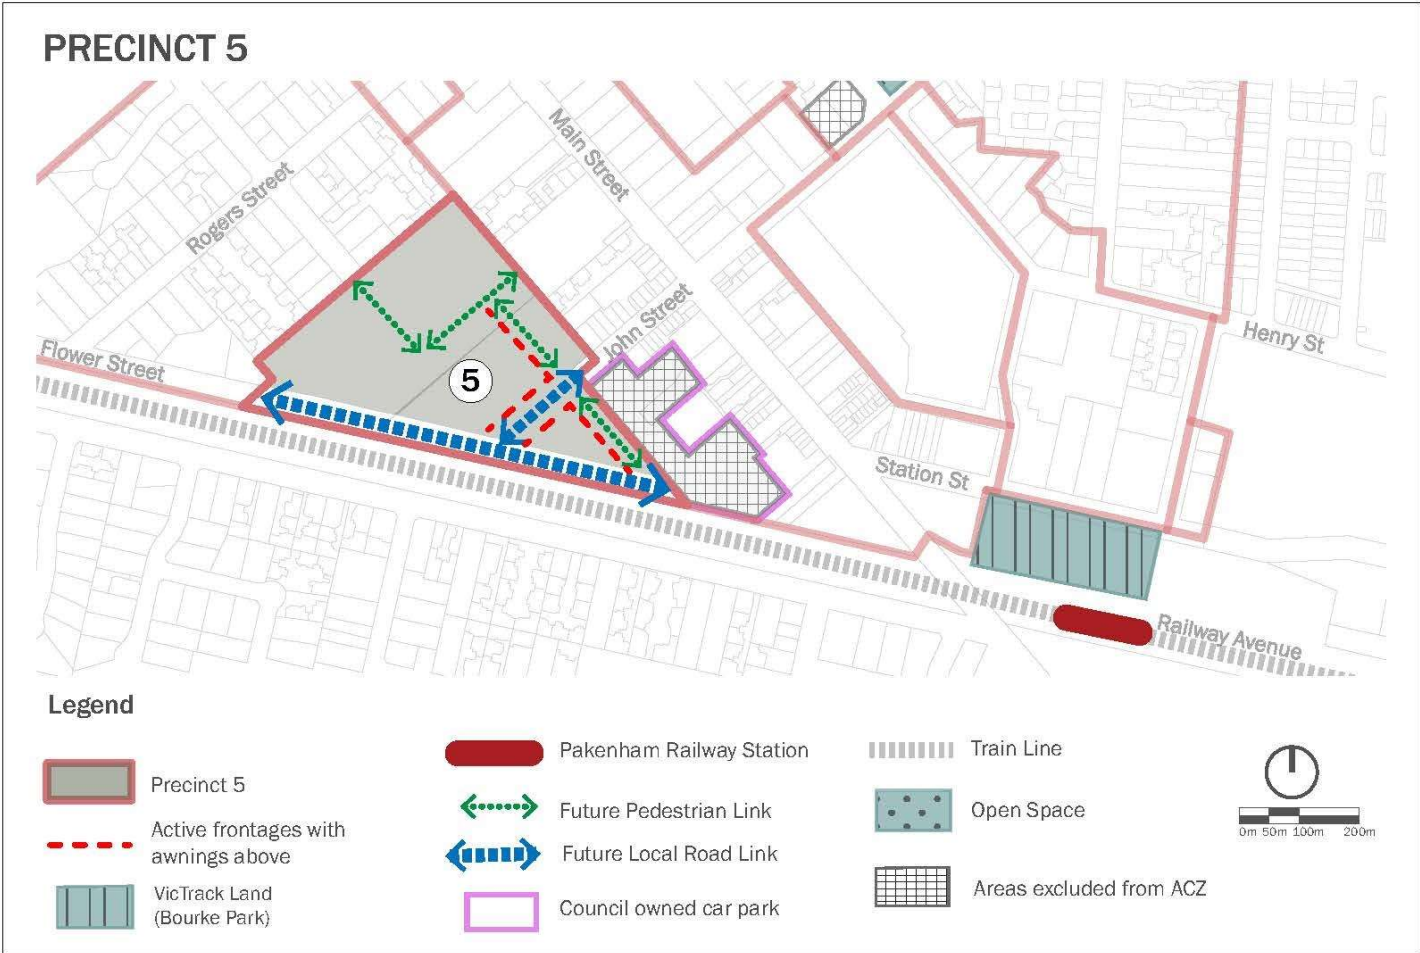 PRECINCT 5
Main Street
Rogers Street
John Street
Flower Street
Henry St
5
Station St
Railway Avenue
Legend
Precinct 5
Active frontages with
awnings above
VicTrack Land
(Bourke Park)
Pakenham Railway Station
Future Pedestrian Link
Future Local Road Link
Council owned car park
Train Line
Open Space
Areas excluded from ACZ
0m 50m 100m 200m